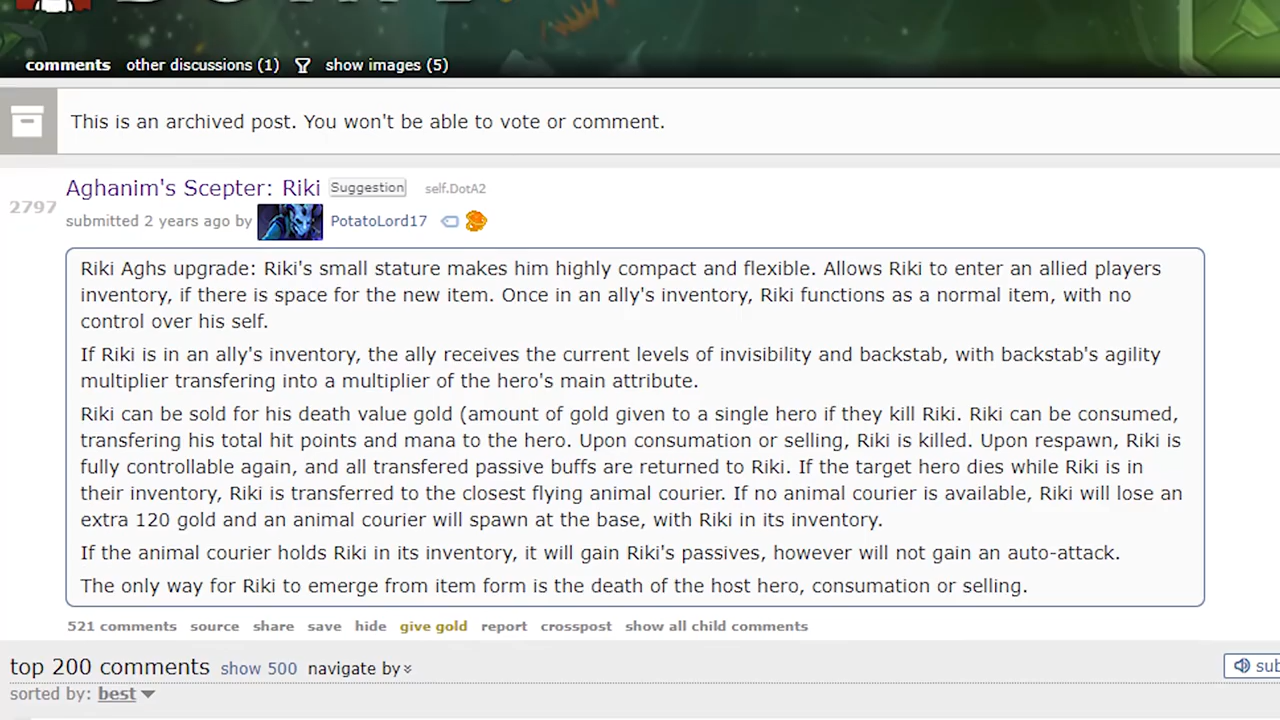 comments other discussions (1) show images (5)
This is an archived post. You won't be able to vote or comment.
Aghanim's Scepter: Riki Suggestion self.DotA2
2797
submitted 2 years ago by PotatoLord17
Riki Aghs upgrade: Riki's small stature makes him highly compact and flexible. Allows Riki to enter an allied players
inventory, if there is space for the new item. Once in an ally's inventory, Riki functions as a normal item, with no
control over his self.
If Riki is in an ally's inventory, the ally receives the current levels of invisibility and backstab, with backstab's agility
multiplier transfering into a multiplier of the hero's main attribute.
Riki can be sold for his death value gold (amount of gold given to a single hero if they kill Riki. Riki can be consumed,
transfering his total hit points and mana to the hero. Upon consumation or selling, Riki is killed. Upon respawn, Riki is
fully controllable again, and all transfered passive buffs are returned to Riki. If the target hero dies while Riki is in
their inventory, Riki is transferred to the closest flying animal courier. If no animal courier is available, Riki will lose an
extra 120 gold and an animal courier will spawn at the base, with Riki in its inventory.
If the animal courier holds Riki in its inventory, it will gain Riki's passives, however will not gain an auto-attack.
The only way for Riki to emerge from item form is the death of the host hero, consumation or selling.
521 comments source share save hide give gold report crosspost show all child comments
top 200 comments show 500 navigate by
sub
sorted by: best